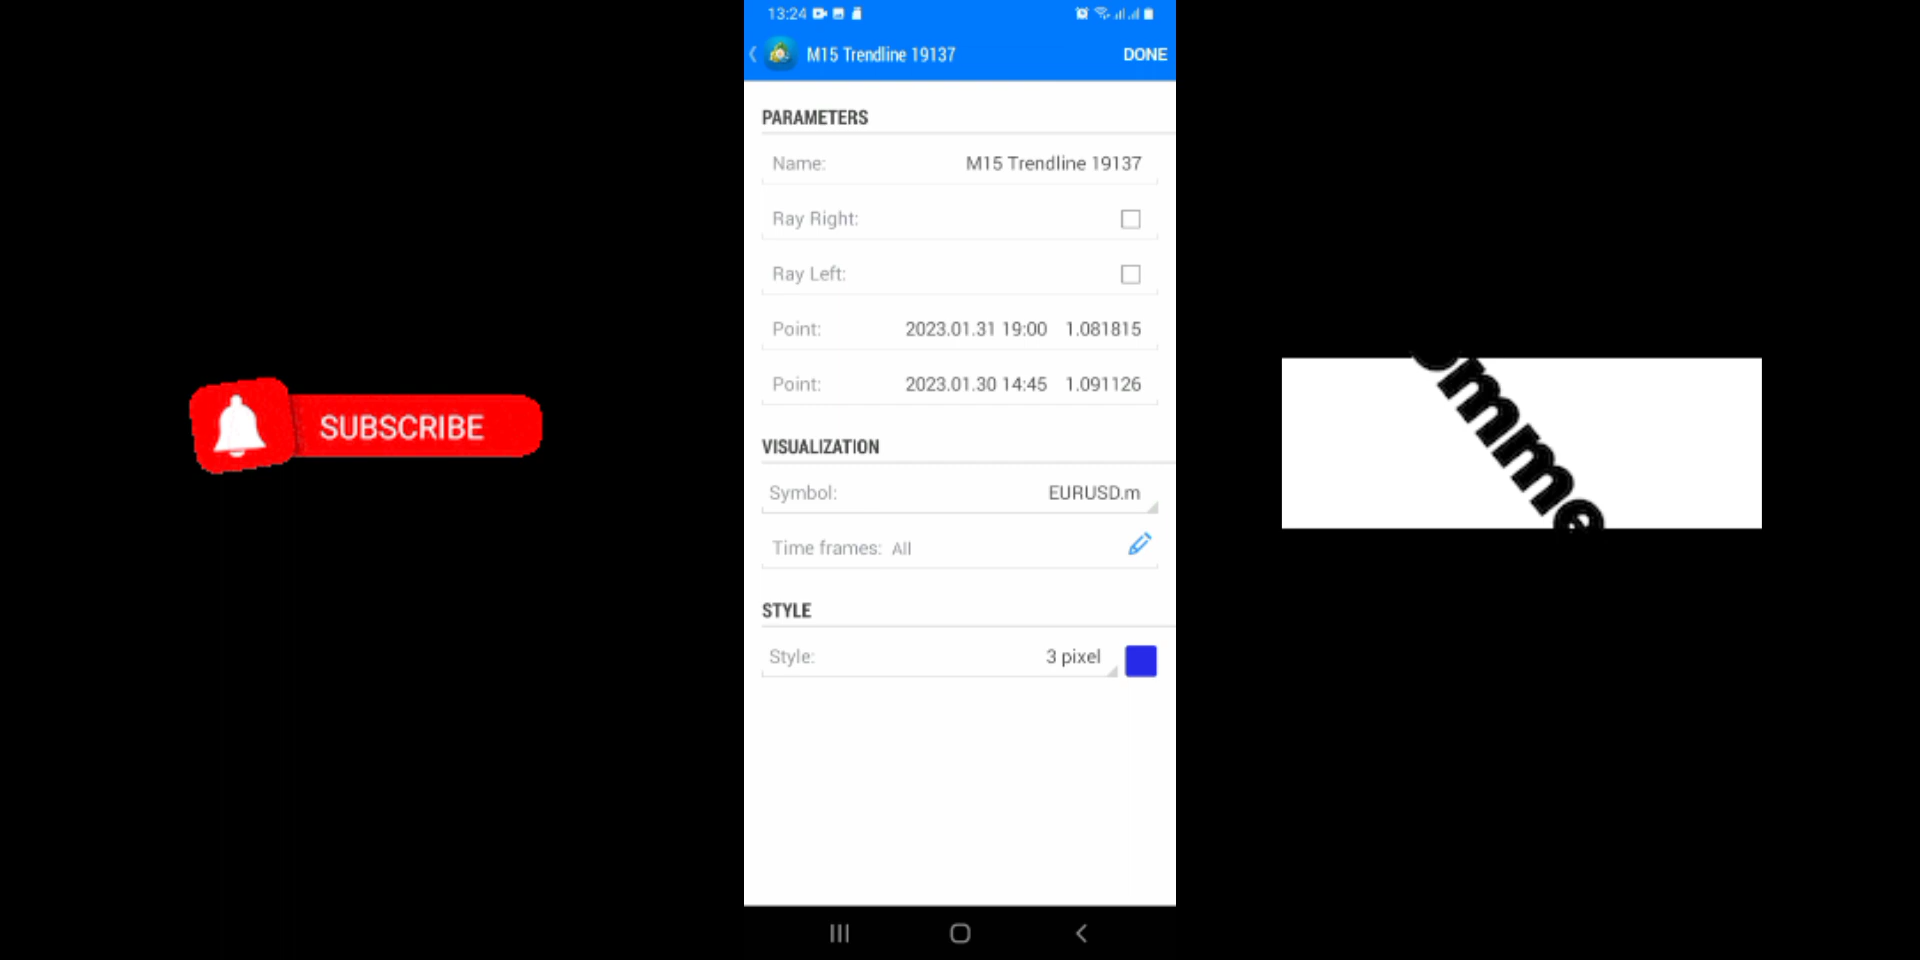 13:24
M15 Trendline 19137 DONE
PARAMETERS
Name: M15 Trendline 19137
Ray Right:
Ray Left:
Point: 2023.01.31 19:00 1.081815
Point: 2023.01.30 14:45 1.091126
SUBSCRIBE
omme
VISUALIZATION
Symbol: EURUSD.m
Time frames: All
STYLE
Style: 3 pixel